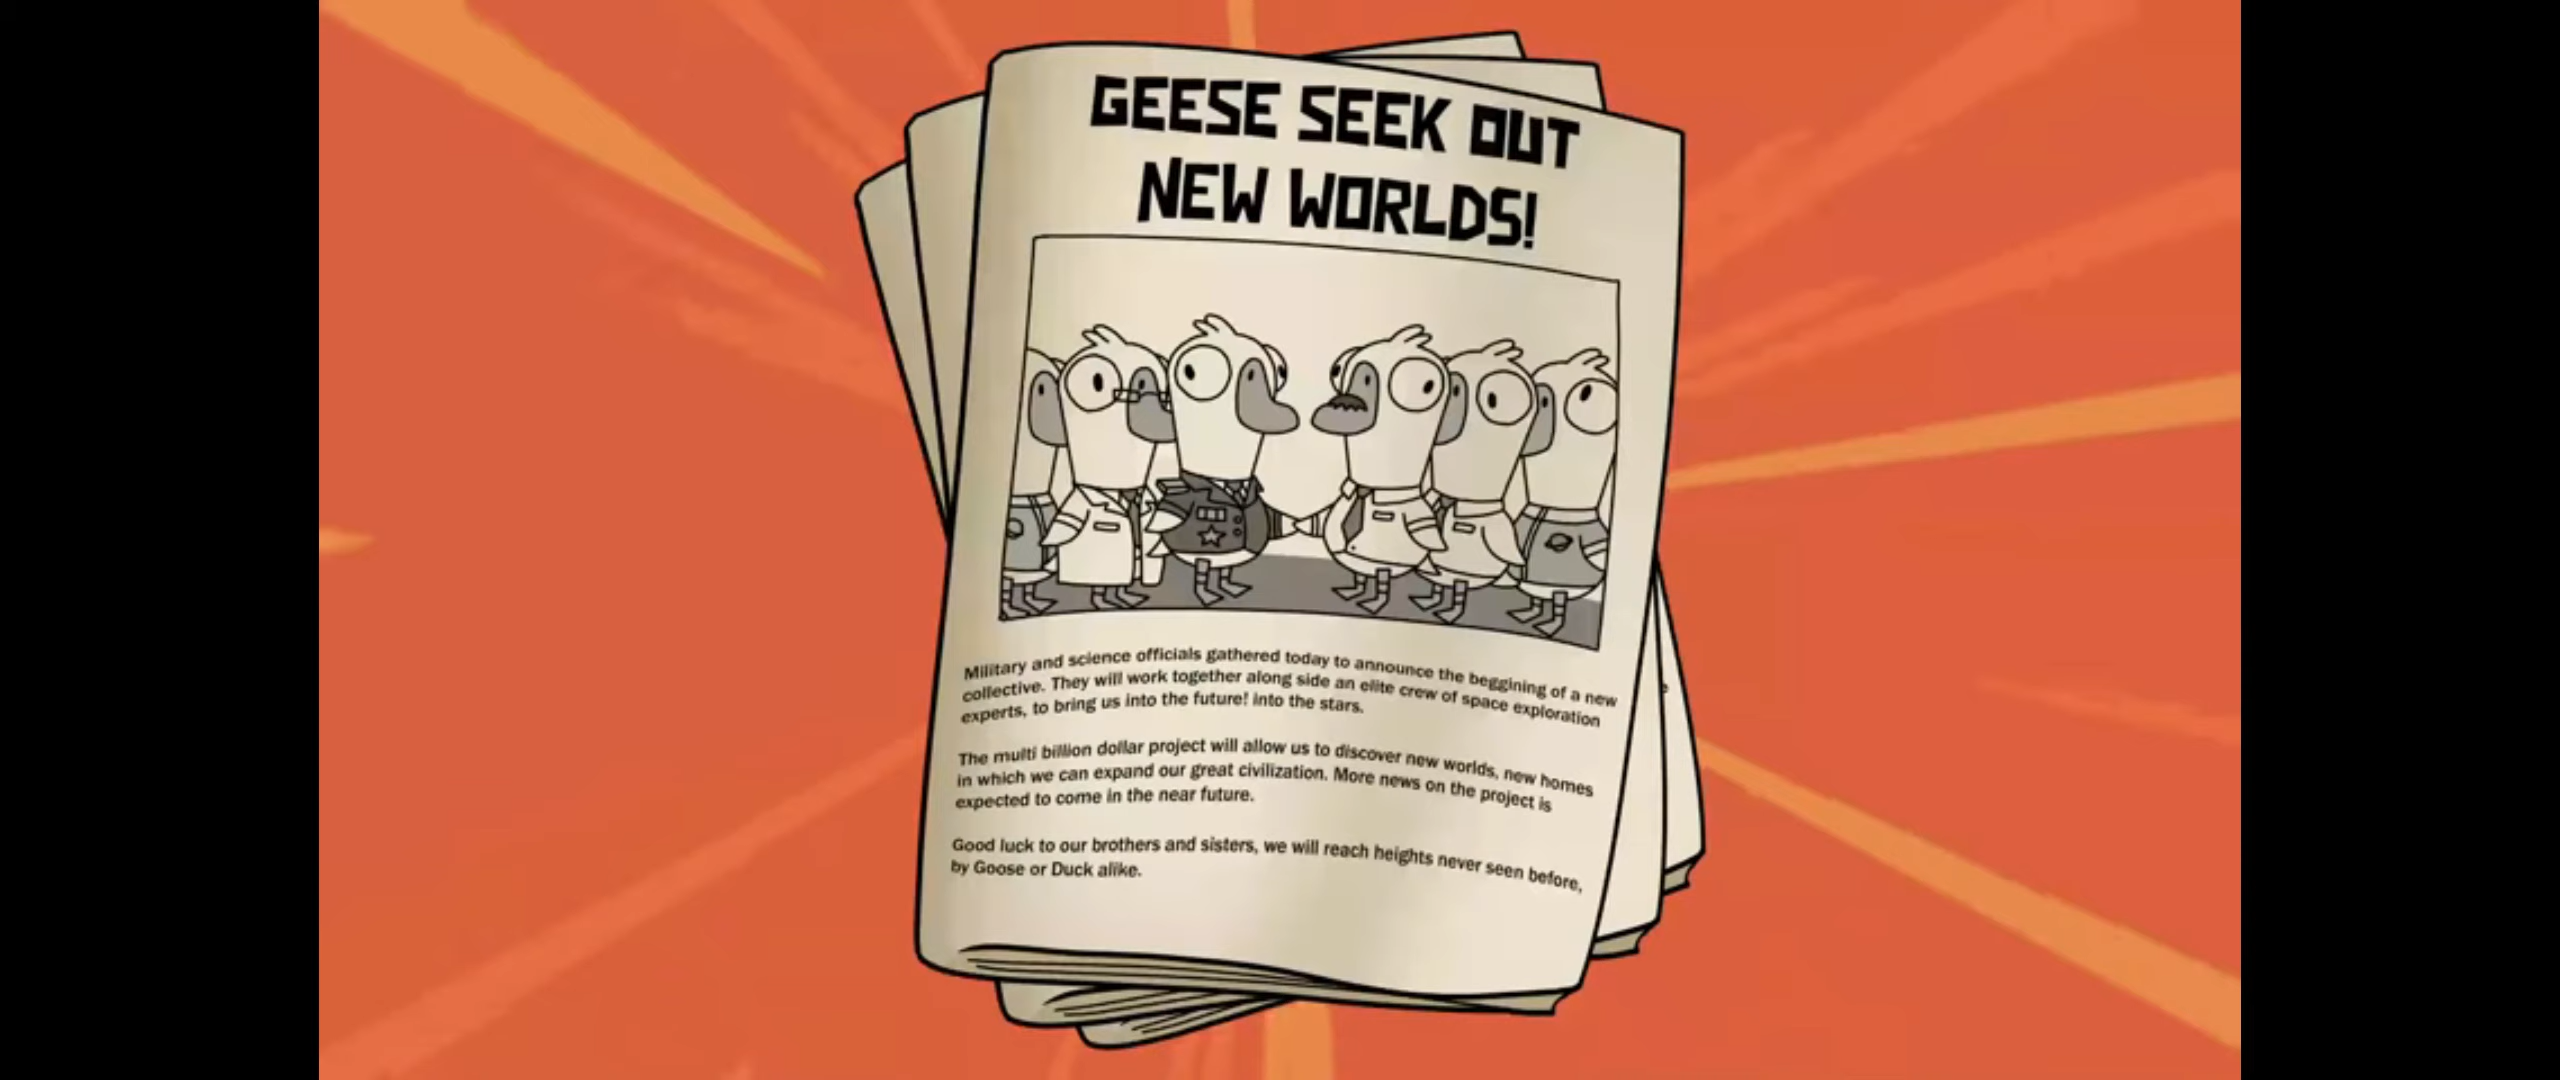 GEESE SEEK OUT
NEW WORLDS!
Military and science officials gathered today to announce the beggining of a new
collective. They will work together along side an elite crew of space exploration
experts, to bring us into the future! into the stars.
The multi billion dollar project will allow us to discover new worlds, new homes
in which we can expand our great civilization. More news on the project is
expected to come in the near future.
Good luck to our brothers and sisters, we will reach heights never seen before,
by Goose or Duck alike.